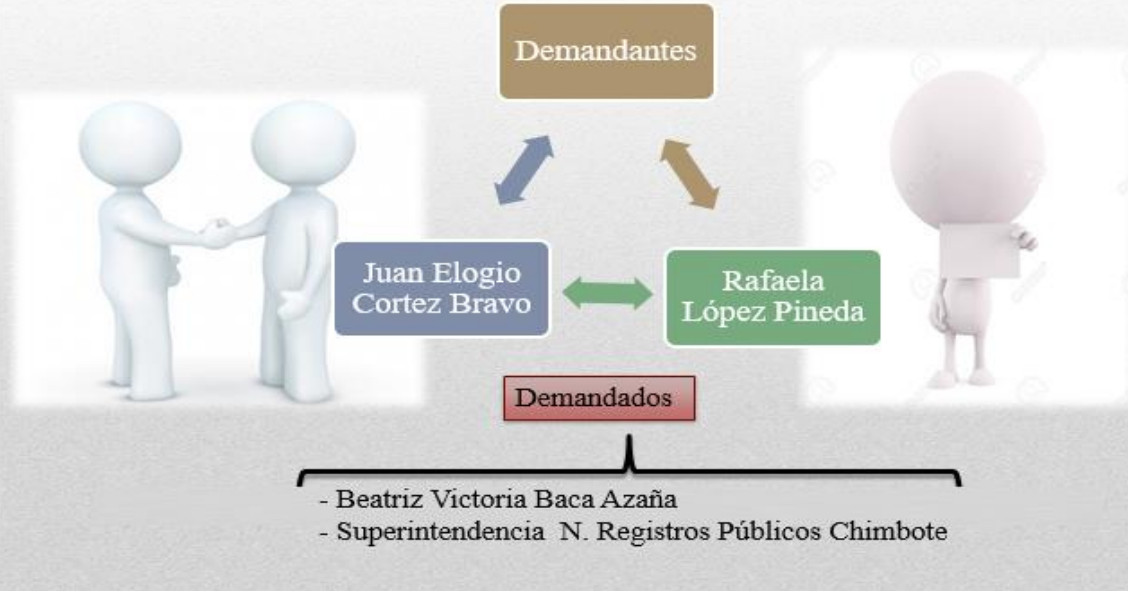 Demandantes
Juan Elogio
Cortez Bravo
Rafaela
López Pineda
Demandados
- Beatriz Victoria Baca Azaña
- Superintendencia N. Registros Públicos Chimbote